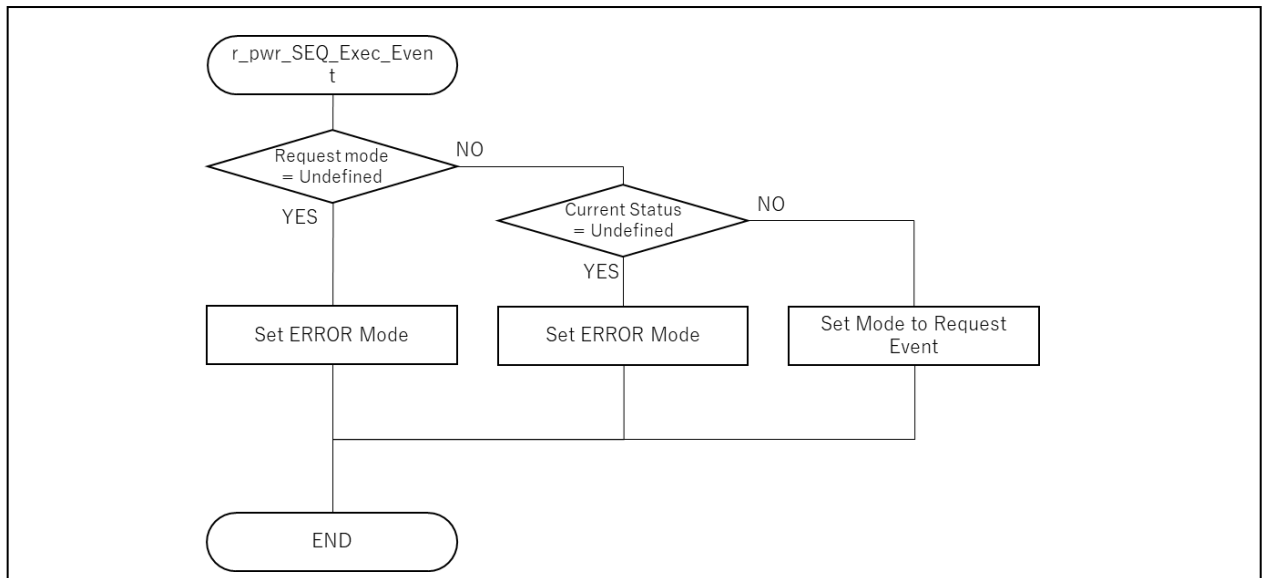 r_pwr_SEQ_Exec_Even
t
Request mode
= Undefined
NO
YES
Current Status
= Undefined
NO
YES
Set ERROR Mode
Set ERROR Mode
Set Mode to Request
Event
END